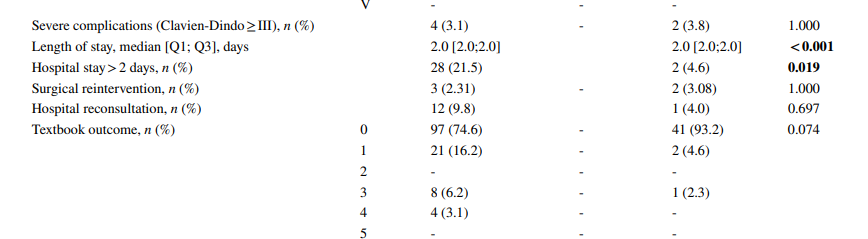 V - - -
Severe complications (Clavien-Dindo ≥ III), n (%) 4 (3.1) - 2 (3.8) 1.000
Length of stay, median [Q1; Q3], days 2.0 [2.0;2.0] 2.0 [2.0;2.0] <0.001
Hospital stay > 2 days, n (%) 28 (21.5) 2 (4.6) 0.019
Surgical reintervention, n (%) 3 (2.31) - 2 (3.08) 1.000
Hospital reconsultation, n (%) 12 (9.8) 1 (4.0) 0.697
Textbook outcome, n (%) 0 97 (74.6) - 41 (93.2) 0.074
1 21 (16.2) - 2 (4.6)
2 - - -
3 8 (6.2) - 1 (2.3)
4 4 (3.1) - -
5 - - -